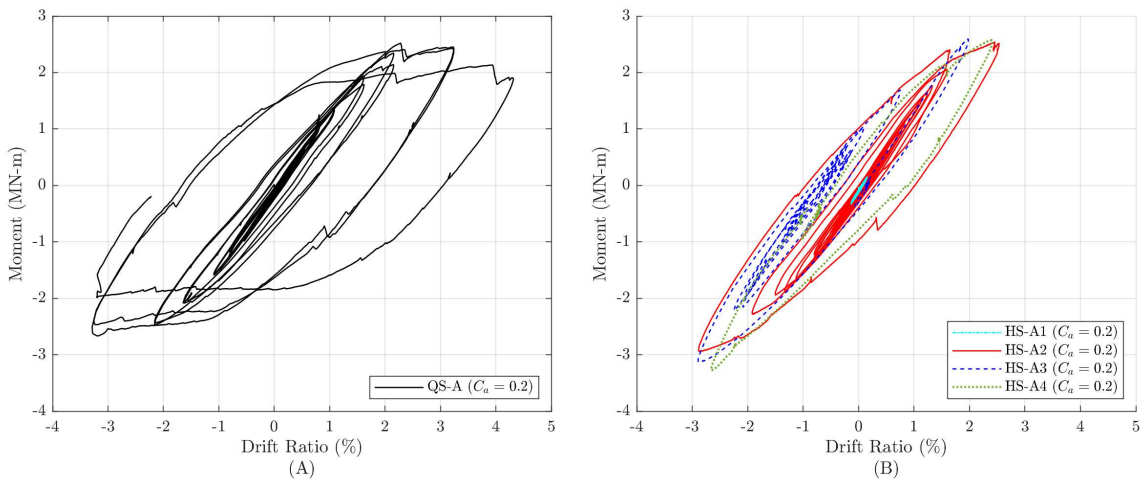 3
2
1
0
-1
-2
-3
-4
Moment (MN-m)
-4 -3 -2 -1 0 1 2 3 4 5
Drift Ratio (%)
(A)
QS-A (C_a = 0.2)
3
2
1
0
-1
-2
-3
-4
Moment (MN-m)
-4 -3 -2 -1 0 1 2 3 4 5
Drift Ratio (%)
(B)
HS-A1 (C_a = 0.2)
HS-A2 (C_a = 0.2)
HS-A3 (C_a = 0.2)
HS-A4 (C_a = 0.2)